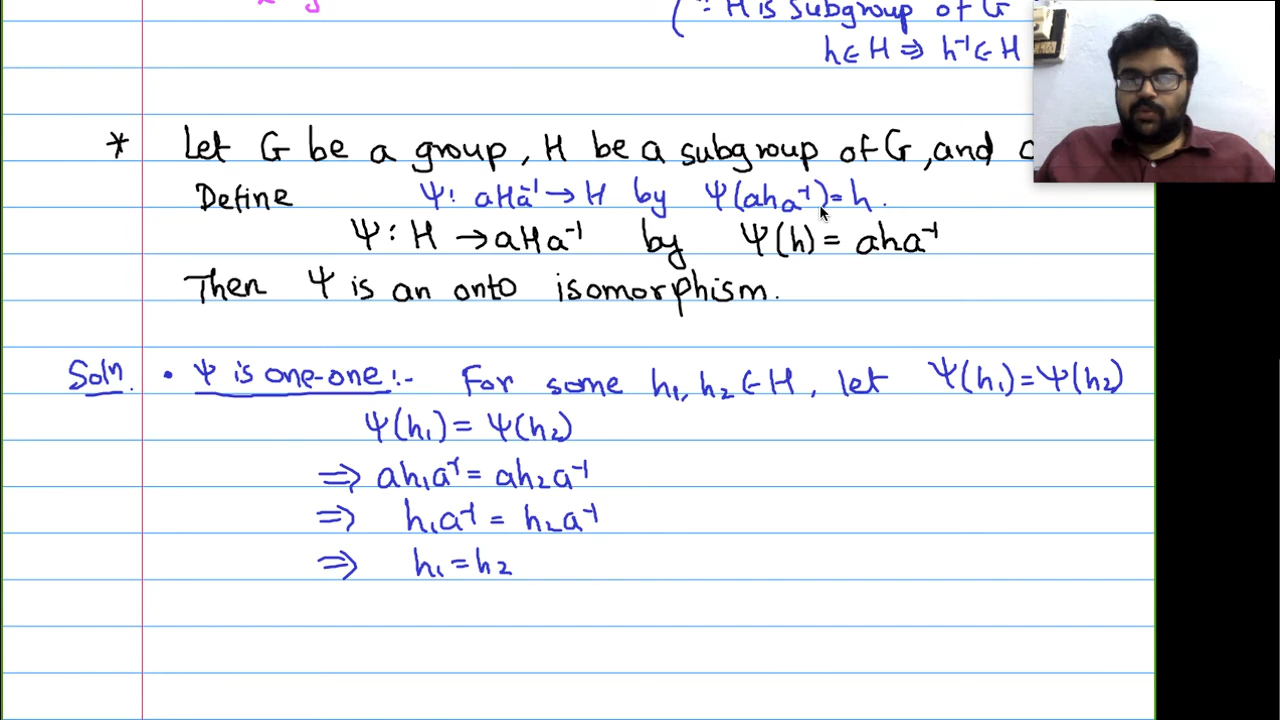 (∵ H is subgroup of G
h∈H ⇒ h⁻¹∈H
* Let G be a group, H be a subgroup of G, and
Define Ψ: aHa⁻¹ → H by Ψ(aha⁻¹) = h.
Ψ : H → aHa⁻¹ by Ψ(h) = aha⁻¹
Then Ψ is an onto isomorphism.
Soln. • Ψ is one-one:- For some h₁, h₂ ∈ H, let Ψ(h₁) = Ψ(h₂)
Ψ(h₁) = Ψ(h₂)
⇒ ah₁a⁻¹ = ah₂a⁻¹
⇒ h₁a⁻¹ = h₂a⁻¹
⇒ h₁ = h₂